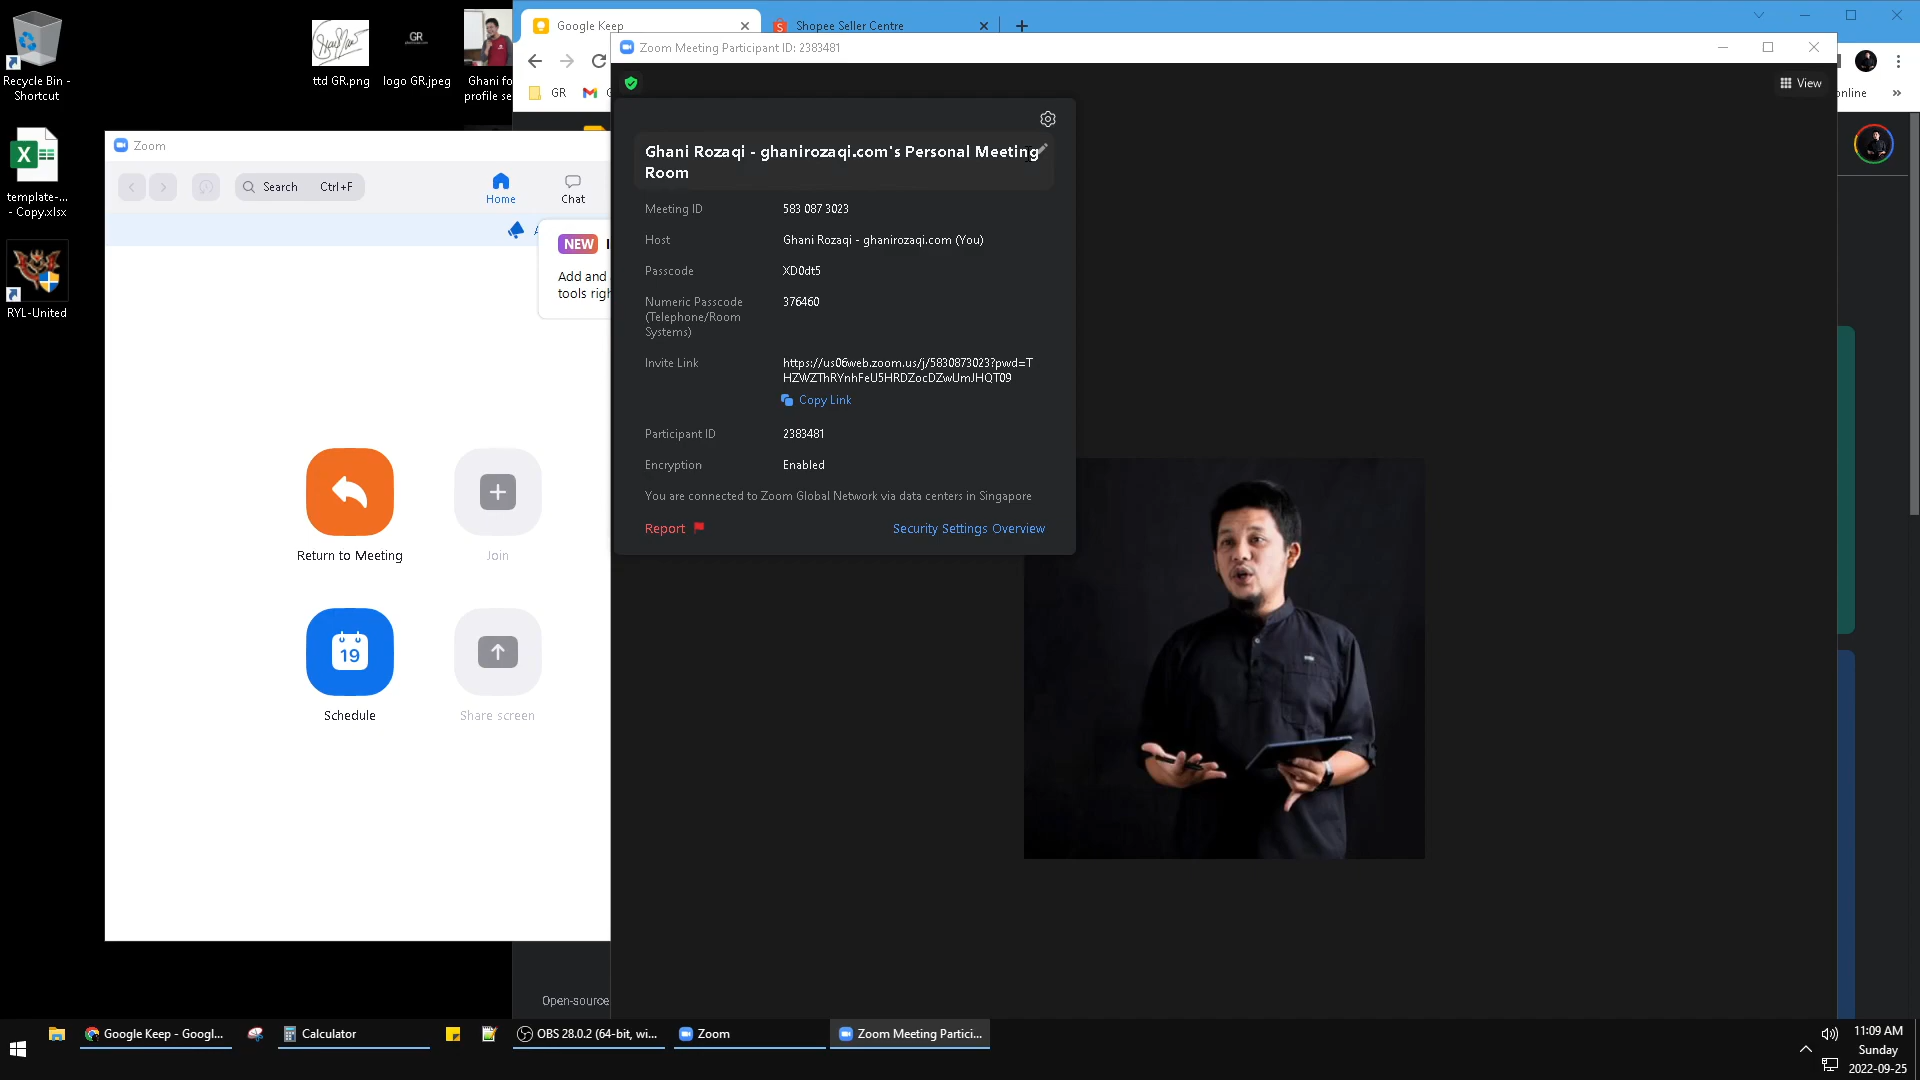 Recycle Bin -
Shortcut
ttd GR.png
GR
logo GR.jpeg
Ghani fo
profile se
template-...
- Copy.xlsx
RYL-United
Google Keep
Shopee Seller Centre
GR
online
»
Zoom
Search Ctrl+F
Home
Chat
NEW
Add and
tools righ
Return to Meeting
Join
19
Schedule
Share screen
Open-source
Zoom Meeting Participant ID: 2383481
View
Ghani Rozaqi - ghanirozaqi.com's Personal Meeting
Room
Meeting ID 583 087 3023
Host Ghani Rozaqi - ghanirozaqi.com (You)
Passcode XD0dt5
Numeric Passcode 376460
(Telephone/Room
Systems)
Invite Link https://us06web.zoom.us/j/5830873023?pwd=T
HZWZThRYnhFeU5HRDZocDZwUmJHQT09
Copy Link
Participant ID 2383481
Encryption Enabled
You are connected to Zoom Global Network via data centers in Singapore
Report
Security Settings Overview
Google Keep - Googl...
Calculator
OBS 28.0.2 (64-bit, wi...
Zoom
Zoom Meeting Partici...
11:09 AM
Sunday
2022-09-25